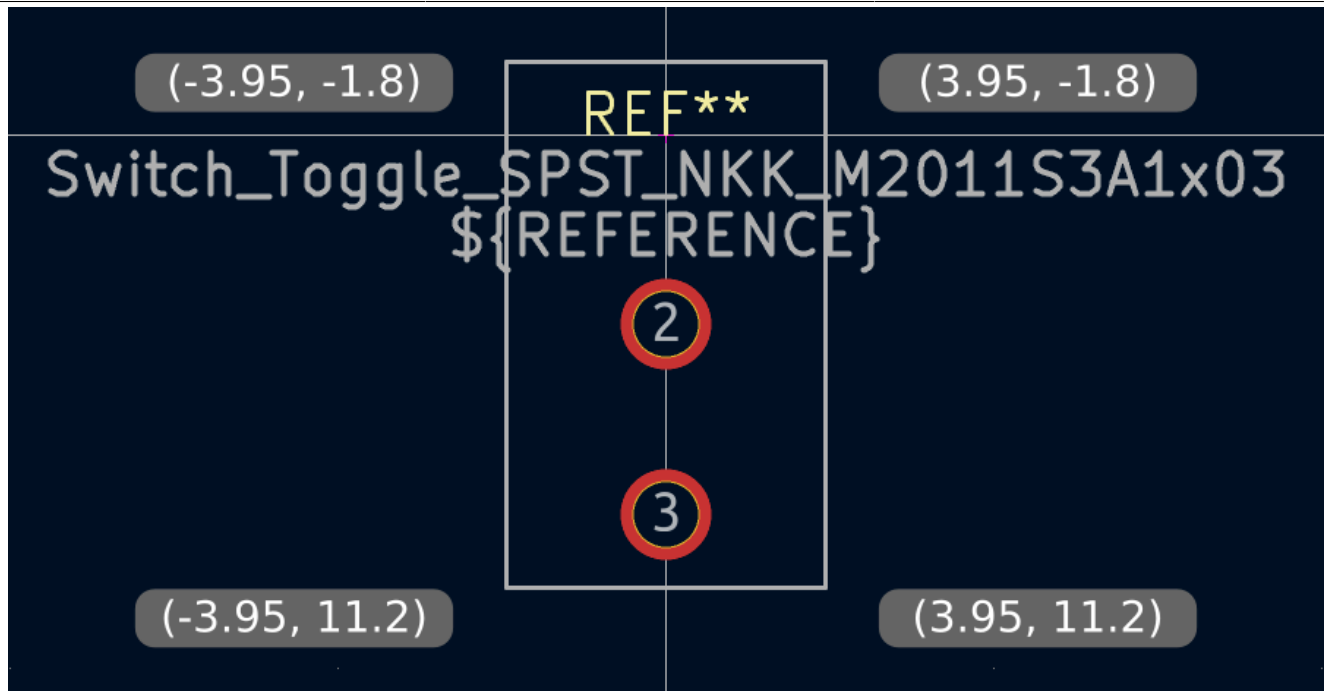 (-3.95, -1.8)
(3.95, -1.8)
REF**
Switch_Toggle_SPST_NKK_M2011S3A1x03
${REFERENCE}
2
3
(-3.95, 11.2)
(3.95, 11.2)